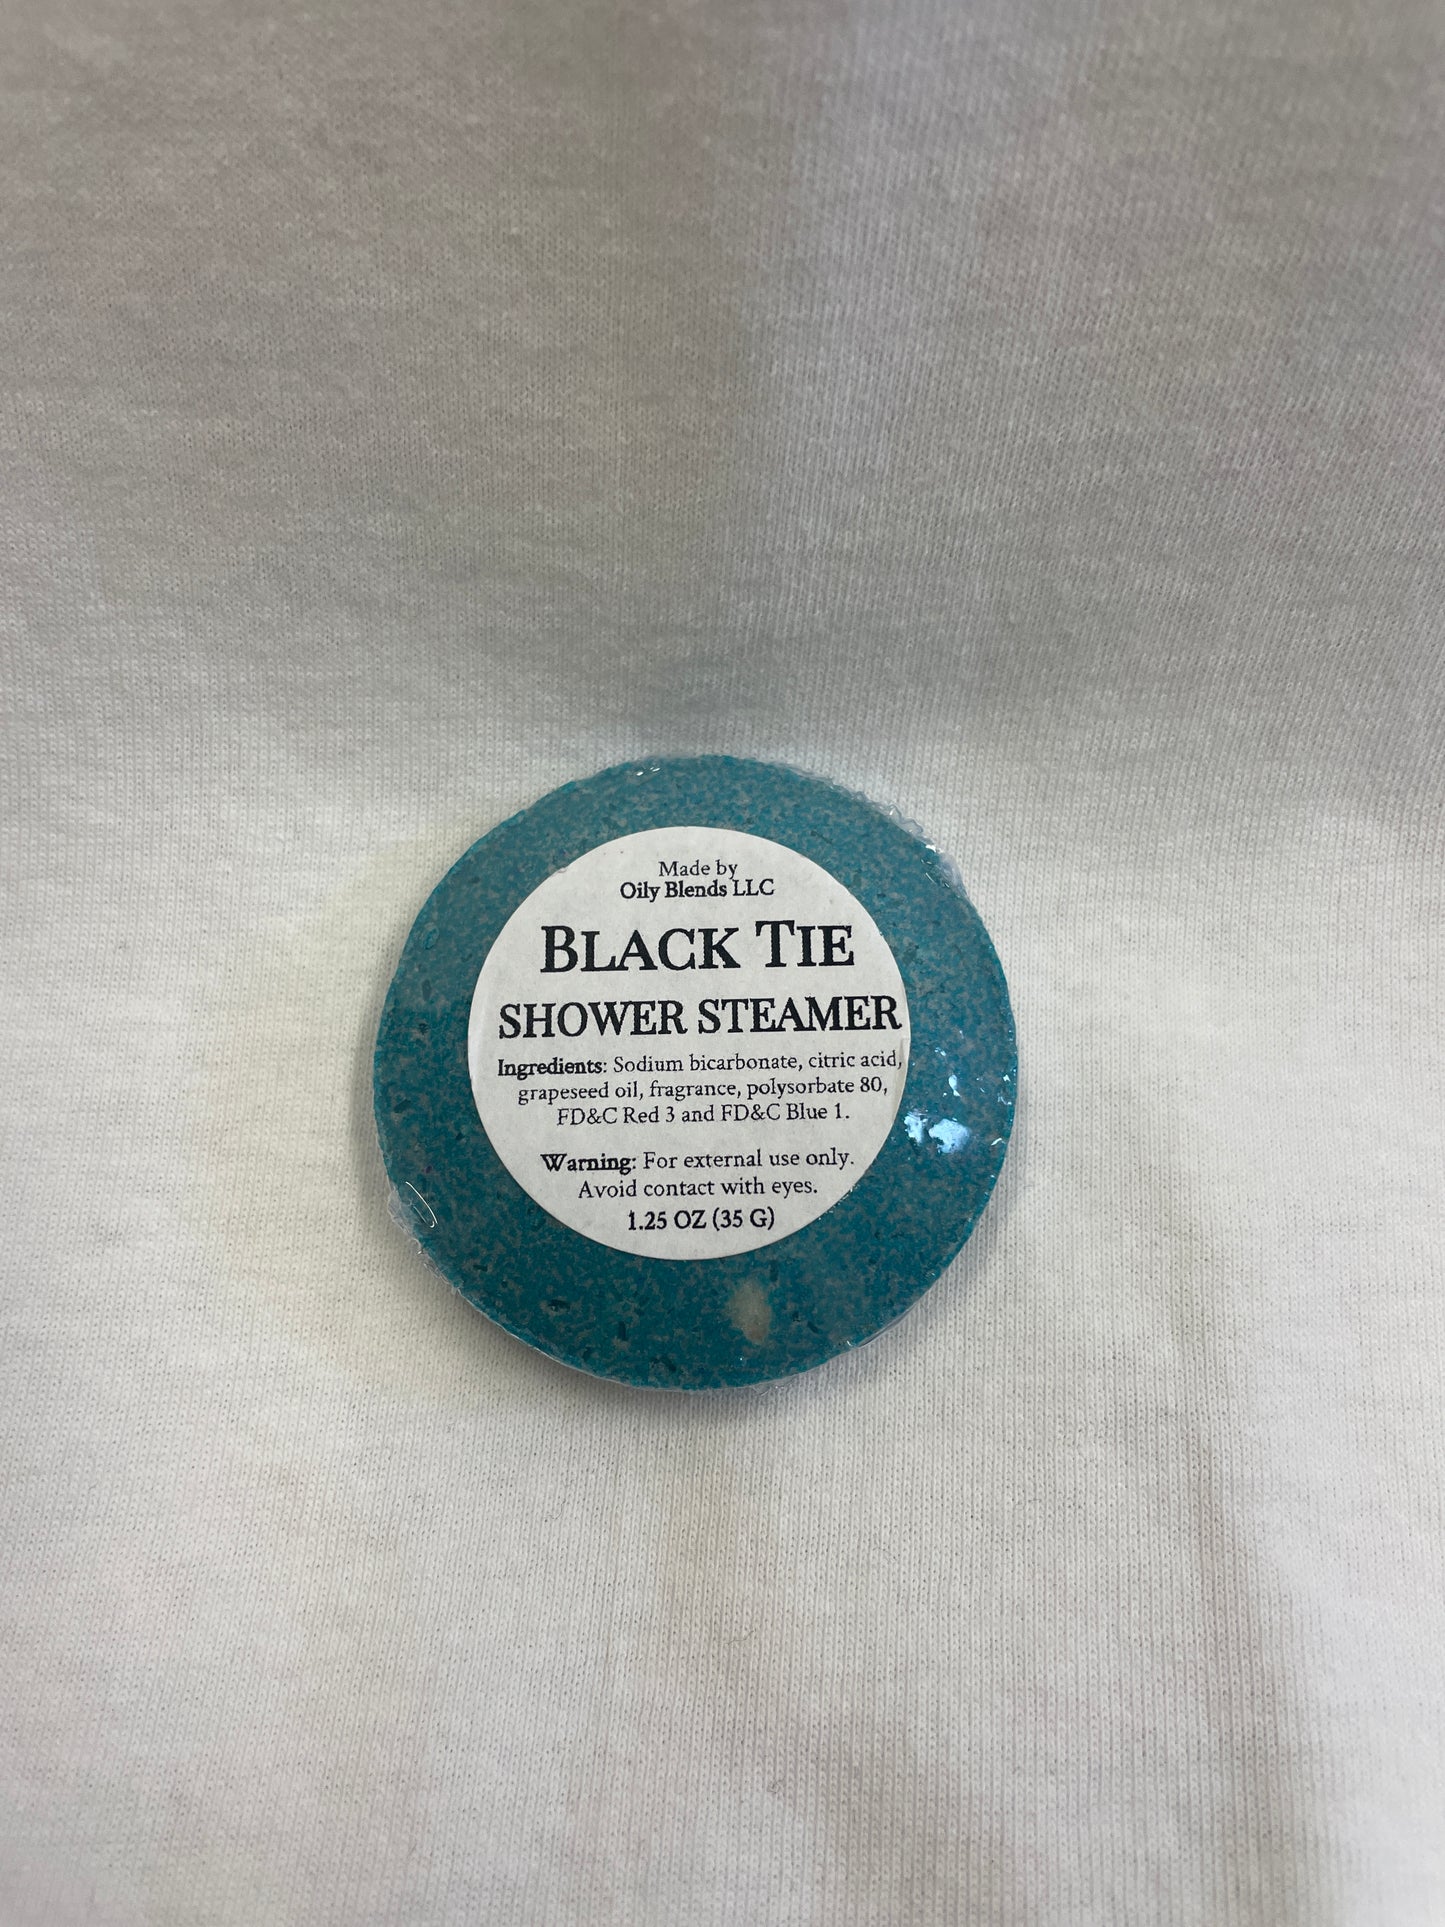 Made by
Oily Blends LLC
BLACK TIE
SHOWER STEAMER
Ingredients: Sodium bicarbonate, citric acid,
grapeseed oil, fragrance, polysorbate 80,
FD&C Red 3 and FD&C Blue 1.
Warning: For external use only.
Avoid contact with eyes.
1.25 OZ (35 G)